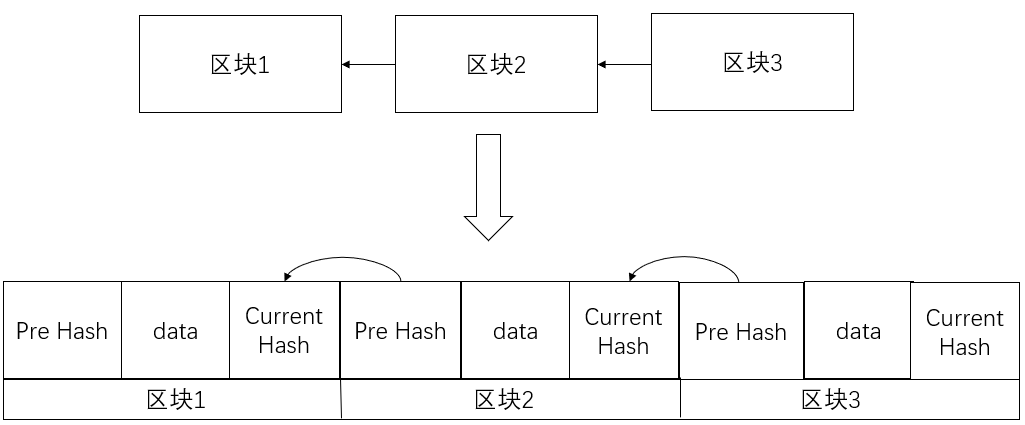 区块1
区块2
区块3
Pre Hash
data
Current
Hash
Pre Hash
data
Current
Hash
Pre Hash
data
Current
Hash
区块1
区块2
区块3